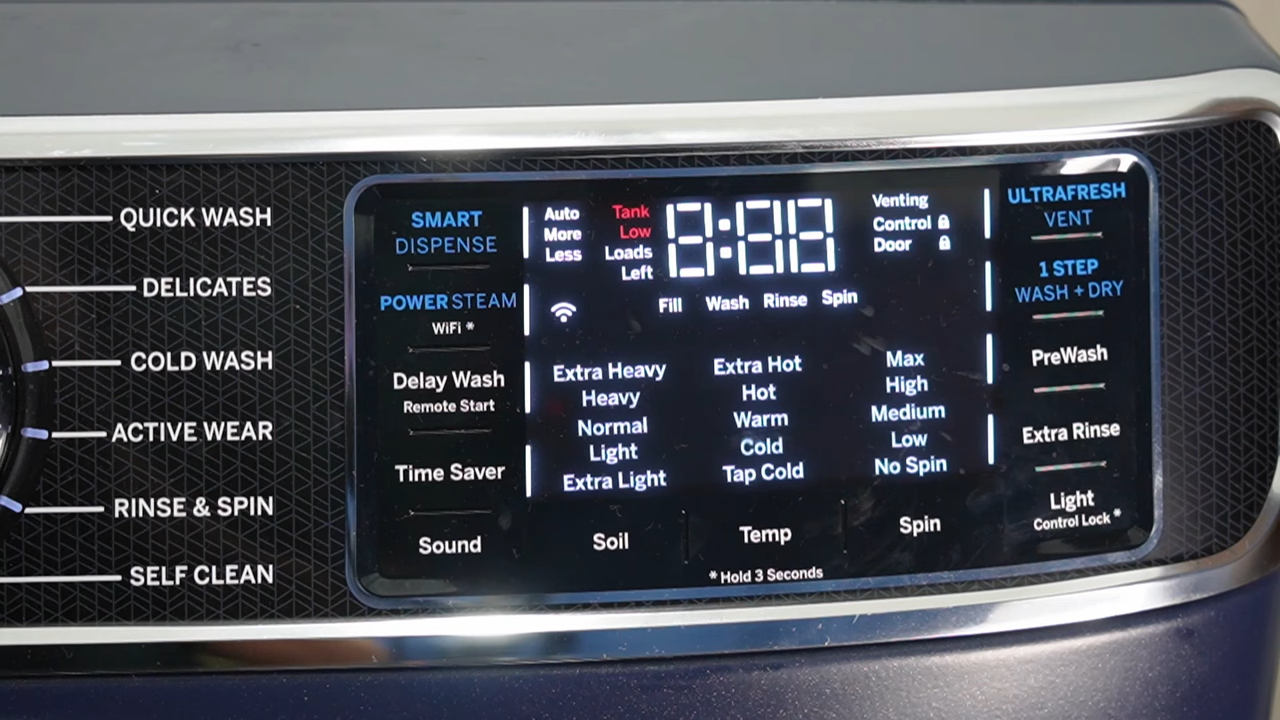 QUICK WASH
DELICATES
COLD WASH
ACTIVE WEAR
RINSE & SPIN
SELF CLEAN
SMART
DISPENSE
POWER STEAM
WiFi *
Delay Wash
Remote Start
Time Saver
Sound
Auto
More
Less
Tank
Low
Loads
Left
8:88
Venting
Control
Door
Fill Wash Rinse Spin
Extra Heavy
Heavy
Normal
Light
Extra Light
Soil
Extra Hot
Hot
Warm
Cold
Tap Cold
Temp
Max
High
Medium
Low
No Spin
Spin
* Hold 3 Seconds
ULTRAFRESH
VENT
1 STEP
WASH + DRY
PreWash
Extra Rinse
Light
Control Lock *